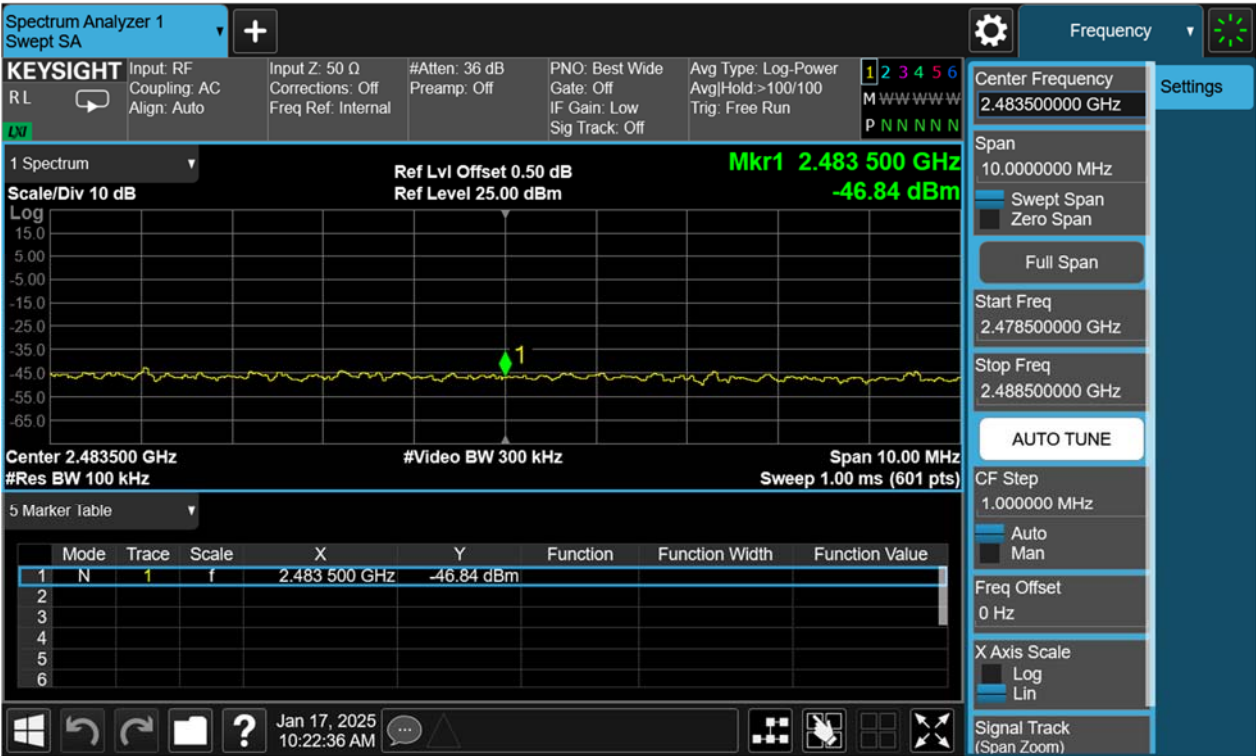 Spectrum Analyzer 1
Swept SA
+
Frequency
KEYSIGHT
R L
LXI
Input: RF
Coupling: AC
Align: Auto
Input Z: 50 Ω
Corrections: Off
Freq Ref: Internal
#Atten: 36 dB
Preamp: Off
PNO: Best Wide
Gate: Off
IF Gain: Low
Sig Track: Off
Avg Type: Log-Power
Avg|Hold:>100/100
Trig: Free Run
1 2 3 4 5 6
M W W W W W
P N N N N N
1 Spectrum
Scale/Div 10 dB
Ref Lvl Offset 0.50 dB
Ref Level 25.00 dBm
Mkr1 2.483 500 GHz
-46.84 dBm
Log
15.0
5.00
-5.00
-15.0
-25.0
-35.0
-45.0
-55.0
-65.0
1
Center 2.483500 GHz
#Video BW 300 kHz
Span 10.00 MHz
#Res BW 100 kHz
Sweep 1.00 ms (601 pts)
5 Marker Table
Mode Trace Scale X Y Function Function Width Function Value
1 N 1 f 2.483 500 GHz -46.84 dBm
2
3
4
5
6
?
Jan 17, 2025
10:22:36 AM
Center Frequency
2.483500000 GHz
Settings
Span
10.0000000 MHz
Swept Span
Zero Span
Full Span
Start Freq
2.478500000 GHz
Stop Freq
2.488500000 GHz
AUTO TUNE
CF Step
1.000000 MHz
Auto
Man
Freq Offset
0 Hz
X Axis Scale
Log
Lin
Signal Track
(Span Zoom)